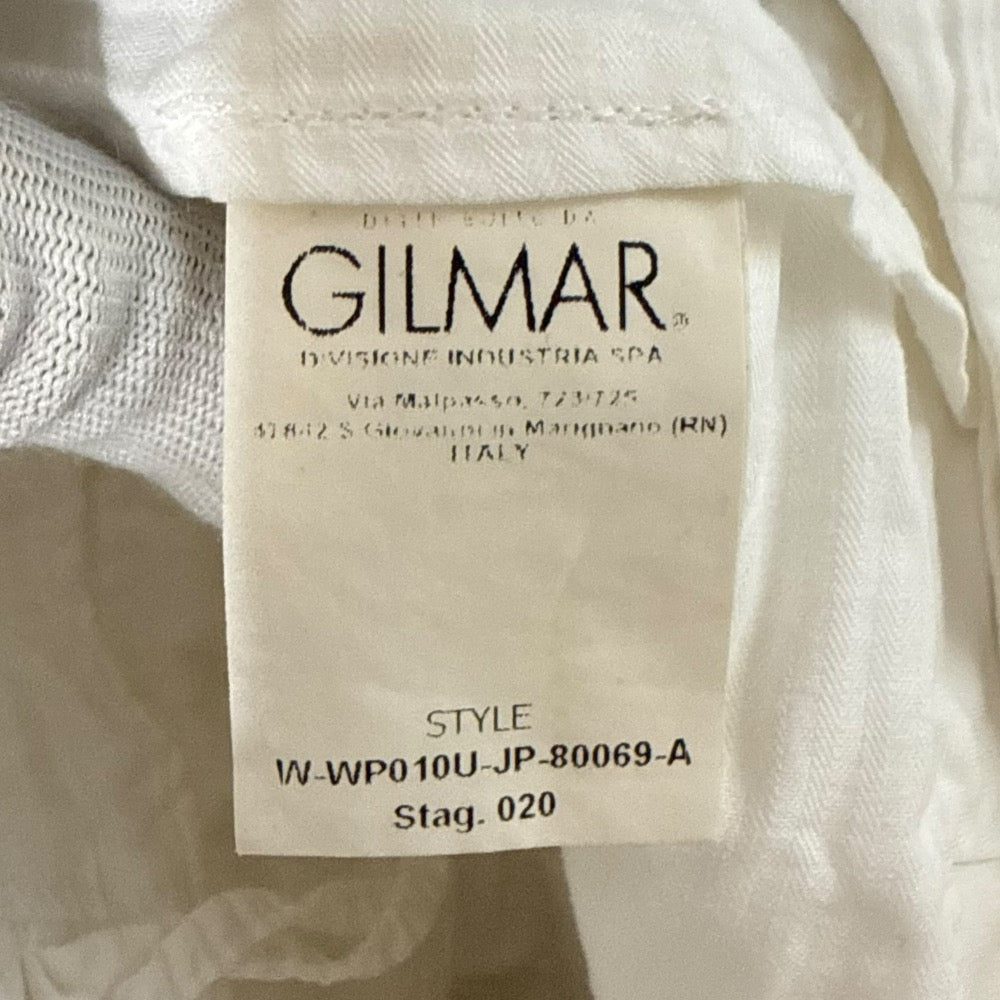 GILMAR®
DIVISIONE INDUSTRIA SPA
Via Malpasso, 723/725
47842 S Giovanni in Marignano (RN)
ITALY
STYLE
W-WP010U-JP-80069-A
Stag. 020